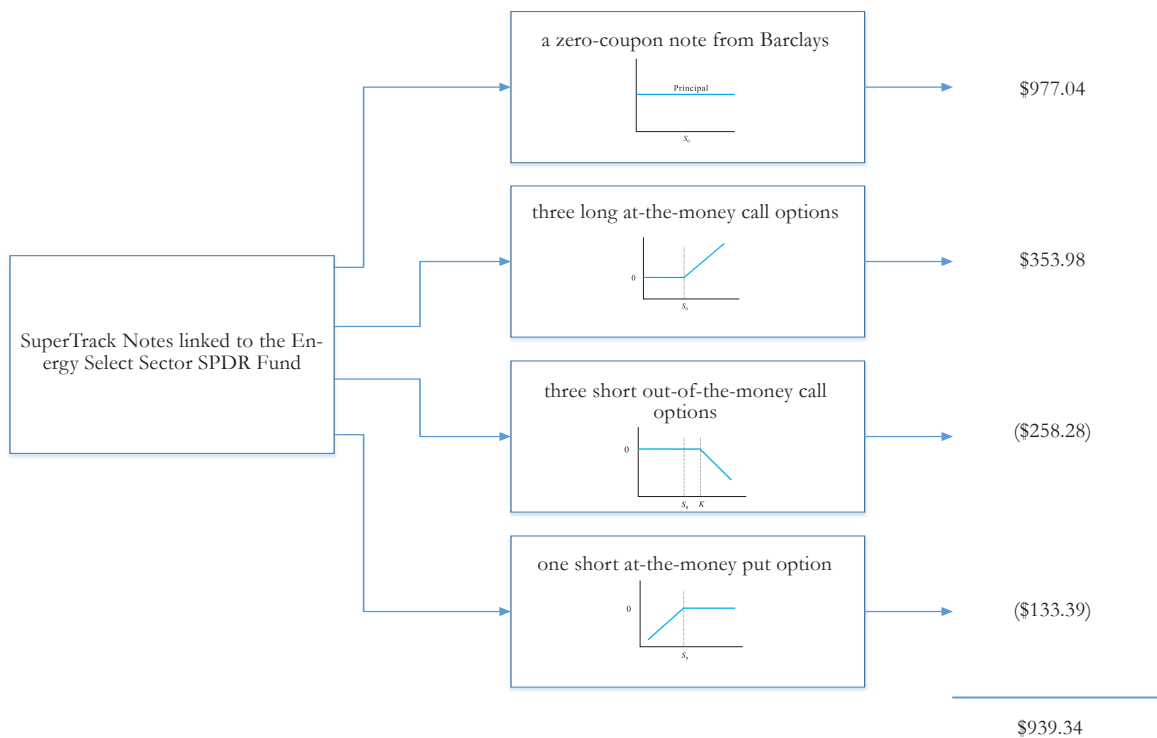 a zero-coupon note from Barclays
Principal
S₀
$977.04
three long at-the-money call options
0
S₀
$353.98
SuperTrack Notes linked to the En-
ergy Select Sector SPDR Fund
three short out-of-the-money call
options
0
S₀ K
($258.28)
one short at-the-money put option
0
S₀
($133.39)
$939.34